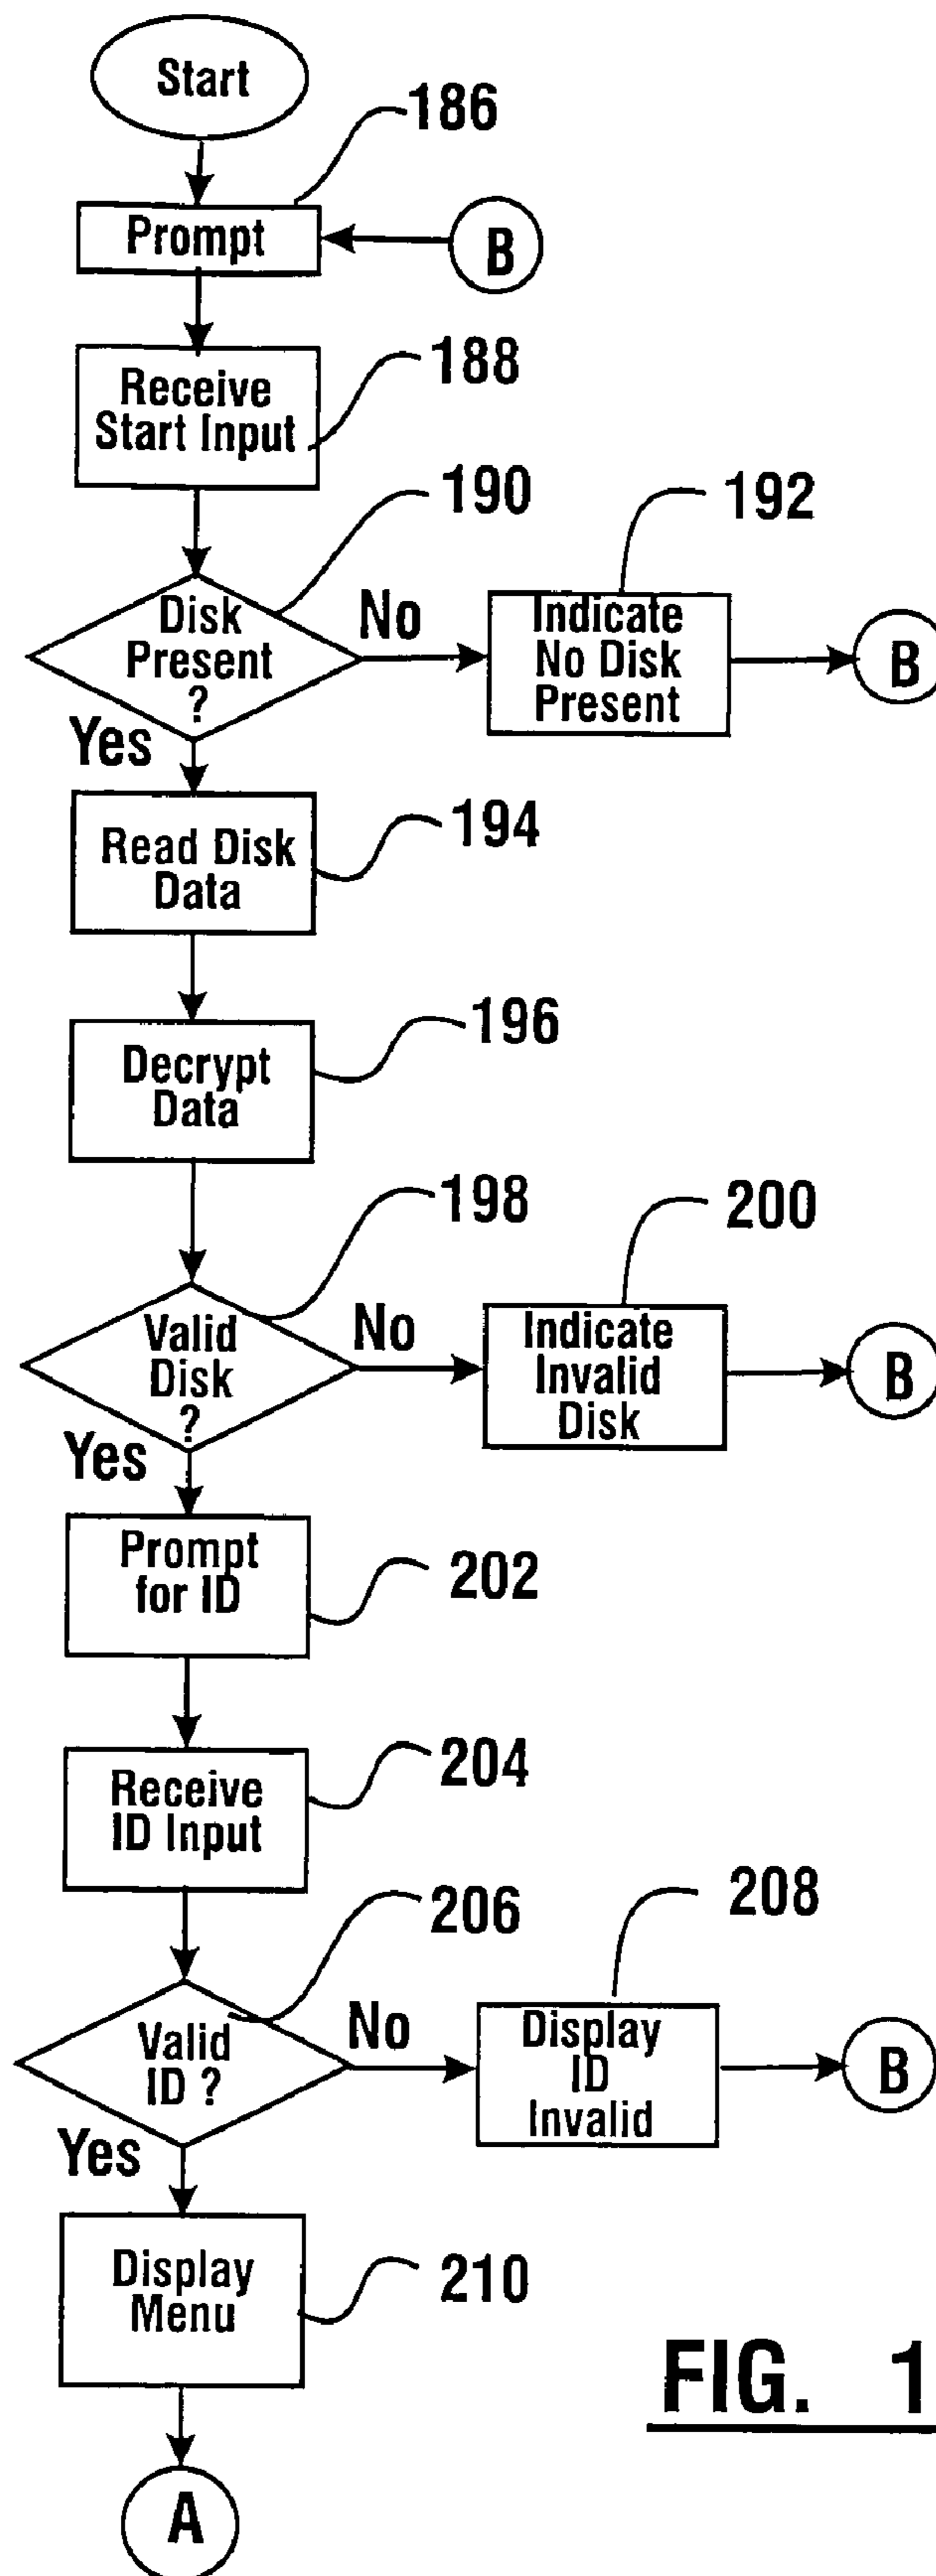 Start
186
Prompt
B
188
Receive
Start Input
190
192
Disk
Present
?
No
Indicate
No Disk
Present
B
Yes
194
Read Disk
Data
196
Decrypt
Data
198
200
Valid
Disk
?
No
Indicate
Invalid
Disk
B
Yes
Prompt
for ID
202
204
Receive
ID Input
206
208
Valid
ID ?
No
Display
ID
Invalid
B
Yes
Display
Menu
210
FIG. 1
A